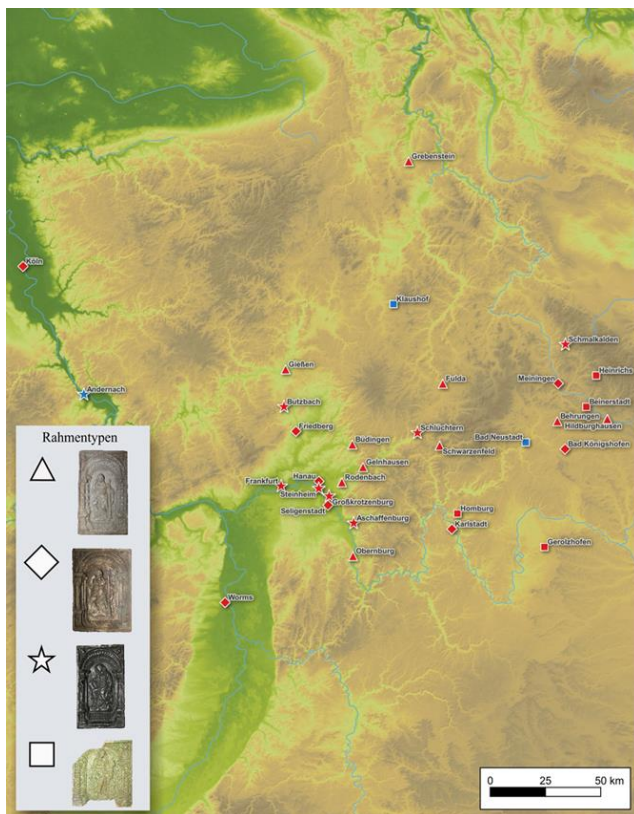 Grebenstein
Köln
Klaushof
Schmalkalden
Gießen
Heinrichs
Meiningen
Fulda
Andernach
Butzbach
Beinerstadt
Behrungen
Hildburghausen
Friedberg
Schlüchtern
Büdingen
Bad Neustadt
Schwarzenfeld
Bad Königshofen
Gelnhausen
Hanau
Rodenbach
Frankfurt
Steinheim
Großkrotzenburg
Seligenstadt
Homburg
Aschaffenburg
Karlstadt
Gerolzhofen
Obernburg
Worms
Rahmentypen
0 25 50 km